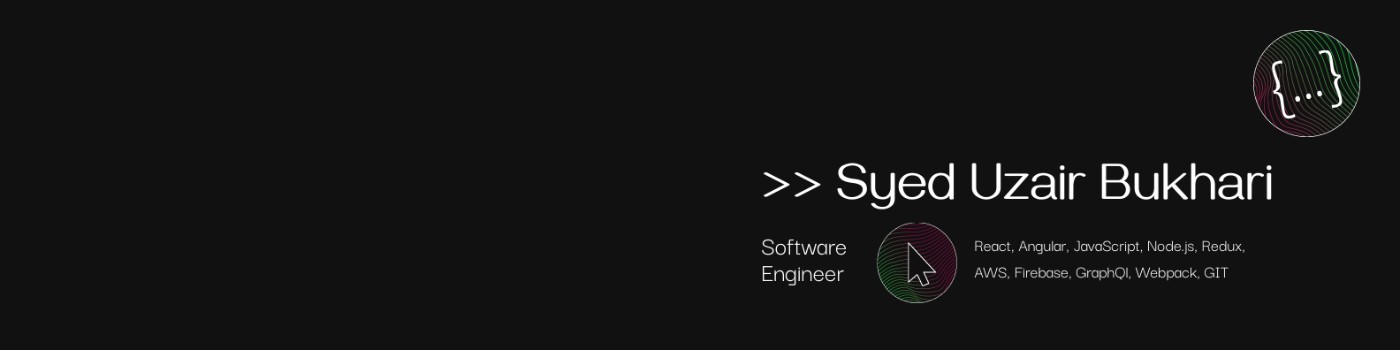 {...}
>> Syed Uzair Bukhari
Software
Engineer
React, Angular, JavaScript, Node.js, Redux,
AWS, Firebase, GraphQl, Webpack, GIT